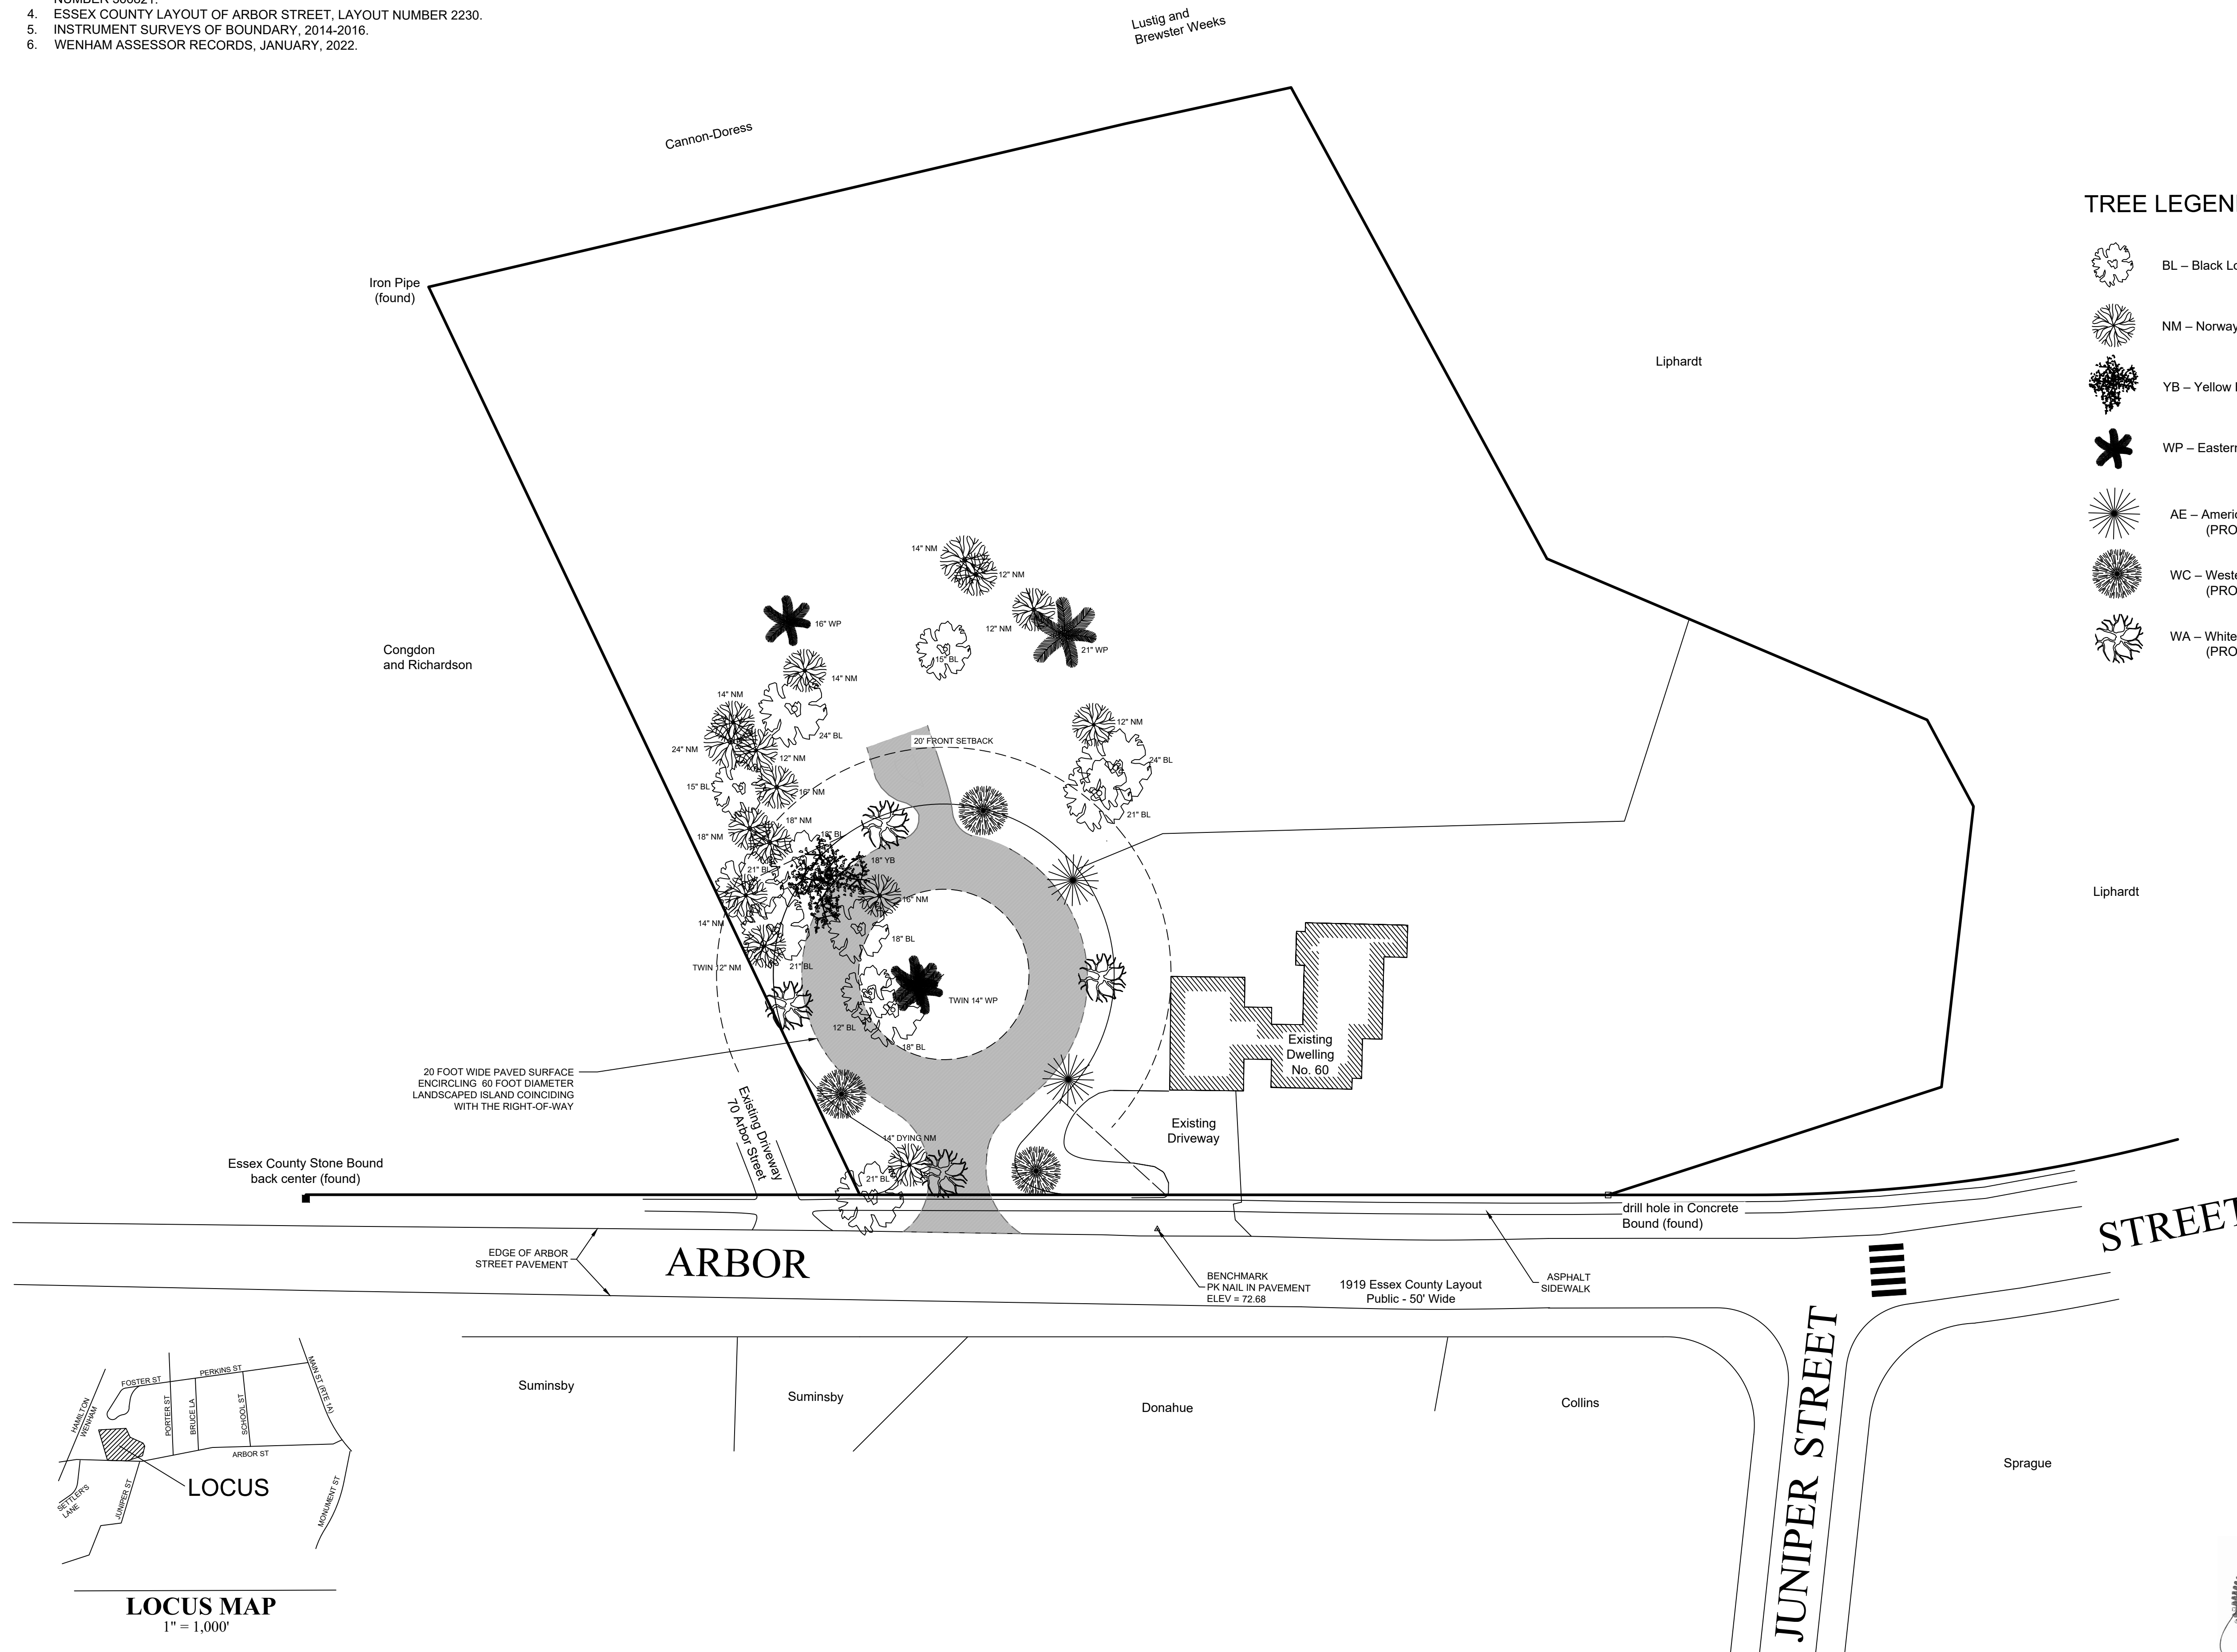 4. ESSEX COUNTY LAYOUT OF ARBOR STREET, LAYOUT NUMBER 2230.
5. INSTRUMENT SURVEYS OF BOUNDARY, 2014-2016.
6. WENHAM ASSESSOR RECORDS, JANUARY, 2022.
Lustig and
Brewster Weeks
Cannon-Doress
TREE LEGEN
BL – Black Lo
NM – Norway
YB – Yellow
WP – Eastern
AE – Americ
(PRO
WC – Weste
(PRO
WA – White
(PRO
Iron Pipe
(found)
Liphardt
Congdon
and Richardson
14" NM
12" NM
12" NM
21" WP
16" WP
15" BL
14" NM
14" NM
24" BL
24" NM
12" NM
20' FRONT SETBACK
12" NM
24" BL
15" BL
16" NM
21" BL
18" NM
18" NM
18" BL
18" YB
21" BL
16" NM
14" NM
18" BL
TWIN 12" NM
21" BL
TWIN 14" WP
12" BL
18" BL
Liphardt
Existing
Dwelling
No. 60
20 FOOT WIDE PAVED SURFACE
ENCIRCLING 60 FOOT DIAMETER
LANDSCAPED ISLAND COINCIDING
WITH THE RIGHT-OF-WAY
Existing Driveway
70 Arbor Street
Existing
Driveway
14" DYING NM
21" BL
Essex County Stone Bound
back center (found)
drill hole in Concrete
Bound (found)
EDGE OF ARBOR
STREET PAVEMENT
ARBOR
STREET
BENCHMARK
PK NAIL IN PAVEMENT
ELEV = 72.68
1919 Essex County Layout
Public - 50' Wide
ASPHALT
SIDEWALK
JUNIPER STREET
Suminsby
Suminsby
Donahue
Collins
Sprague
HAMILTON
WENHAM
FOSTER ST
PERKINS ST
MAIN ST (RTE 1A)
PORTER ST
BRUCE LA
SCHOOL ST
ARBOR ST
LOCUS
SETTLER'S
LANE
JUNIPER ST
MONUMENT ST
LOCUS MAP
1" = 1,000'